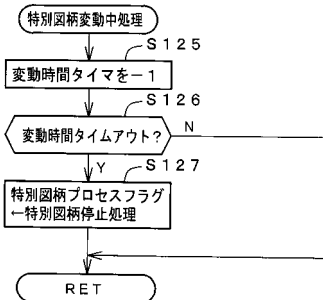 特別図柄変動中処理
S125
変動時間タイマを－1
S126
変動時間タイムアウト？
N
Y
S127
特別図柄プロセスフラグ
←特別図柄停止処理
RET